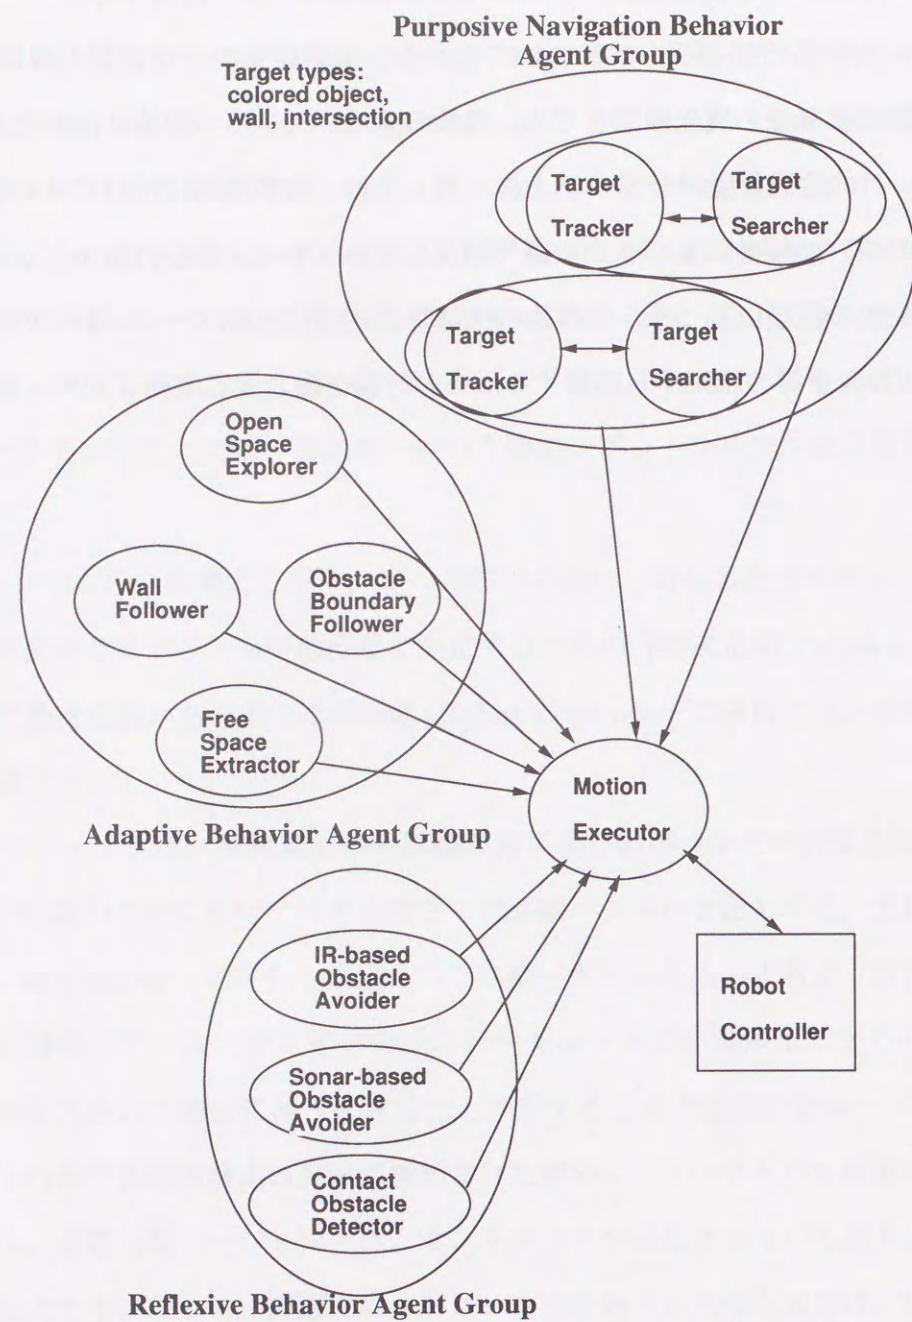 Purposive Navigation Behavior
Agent Group
Target types:
colored object,
wall, intersection
Target
Tracker
Target
Searcher
Target
Tracker
Target
Searcher
Open
Space
Explorer
Wall
Follower
Obstacle
Boundary
Follower
Free
Space
Extractor
Adaptive Behavior Agent Group
Motion
Executor
IR-based
Obstacle
Avoider
Sonar-based
Obstacle
Avoider
Contact
Obstacle
Detector
Robot
Controller
Reflexive Behavior Agent Group